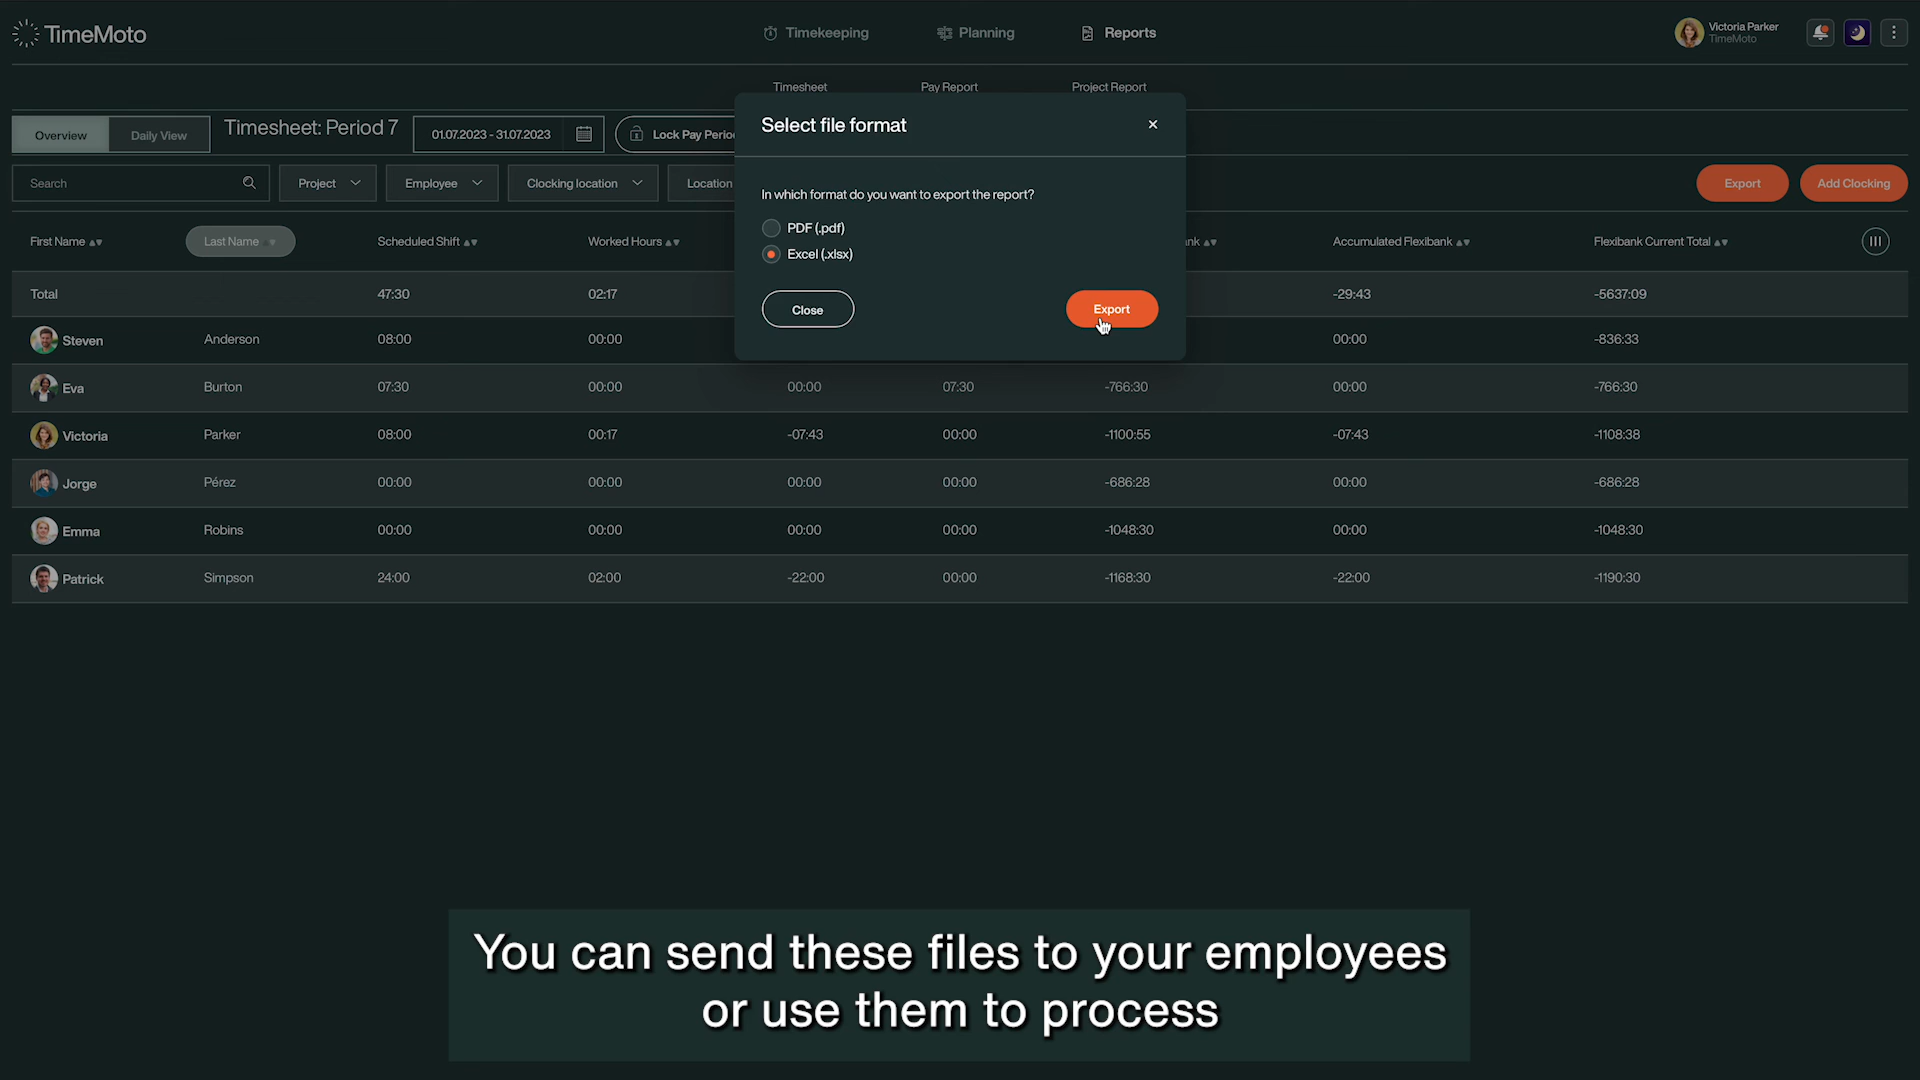 TimeMoto
Timekeeping
Planning
Reports
Victoria Parker
TimeMoto
Timesheet
Pay Report
Project Report
Overview
Daily View
Timesheet: Period 7
01.07.2023 - 31.07.2023
Lock Pay Perio
Select file format
Search
Project
Employee
Clocking location
Location
In which format do you want to export the report?
PDF (.pdf)
Excel (.xlsx)
Close
Export
Export
Add Clocking
First Name
Last Name
Scheduled Shift
Worked Hours
nk
Accumulated Flexibank
Flexibank Current Total
Total 47:30 02:17 -29:43 -5637:09
Steven Anderson 08:00 00:00 00:00 -836:33
Eva Burton 07:30 00:00 00:00 07:30 -766:30 00:00 -766:30
Victoria Parker 08:00 00:17 -07:43 00:00 -1100:55 -07:43 -1108:38
Jorge Pérez 00:00 00:00 00:00 00:00 -686:28 00:00 -686:28
Emma Robins 00:00 00:00 00:00 00:00 -1048:30 00:00 -1048:30
Patrick Simpson 24:00 02:00 -22:00 00:00 -1168:30 -22:00 -1190:30
You can send these files to your employees
or use them to process